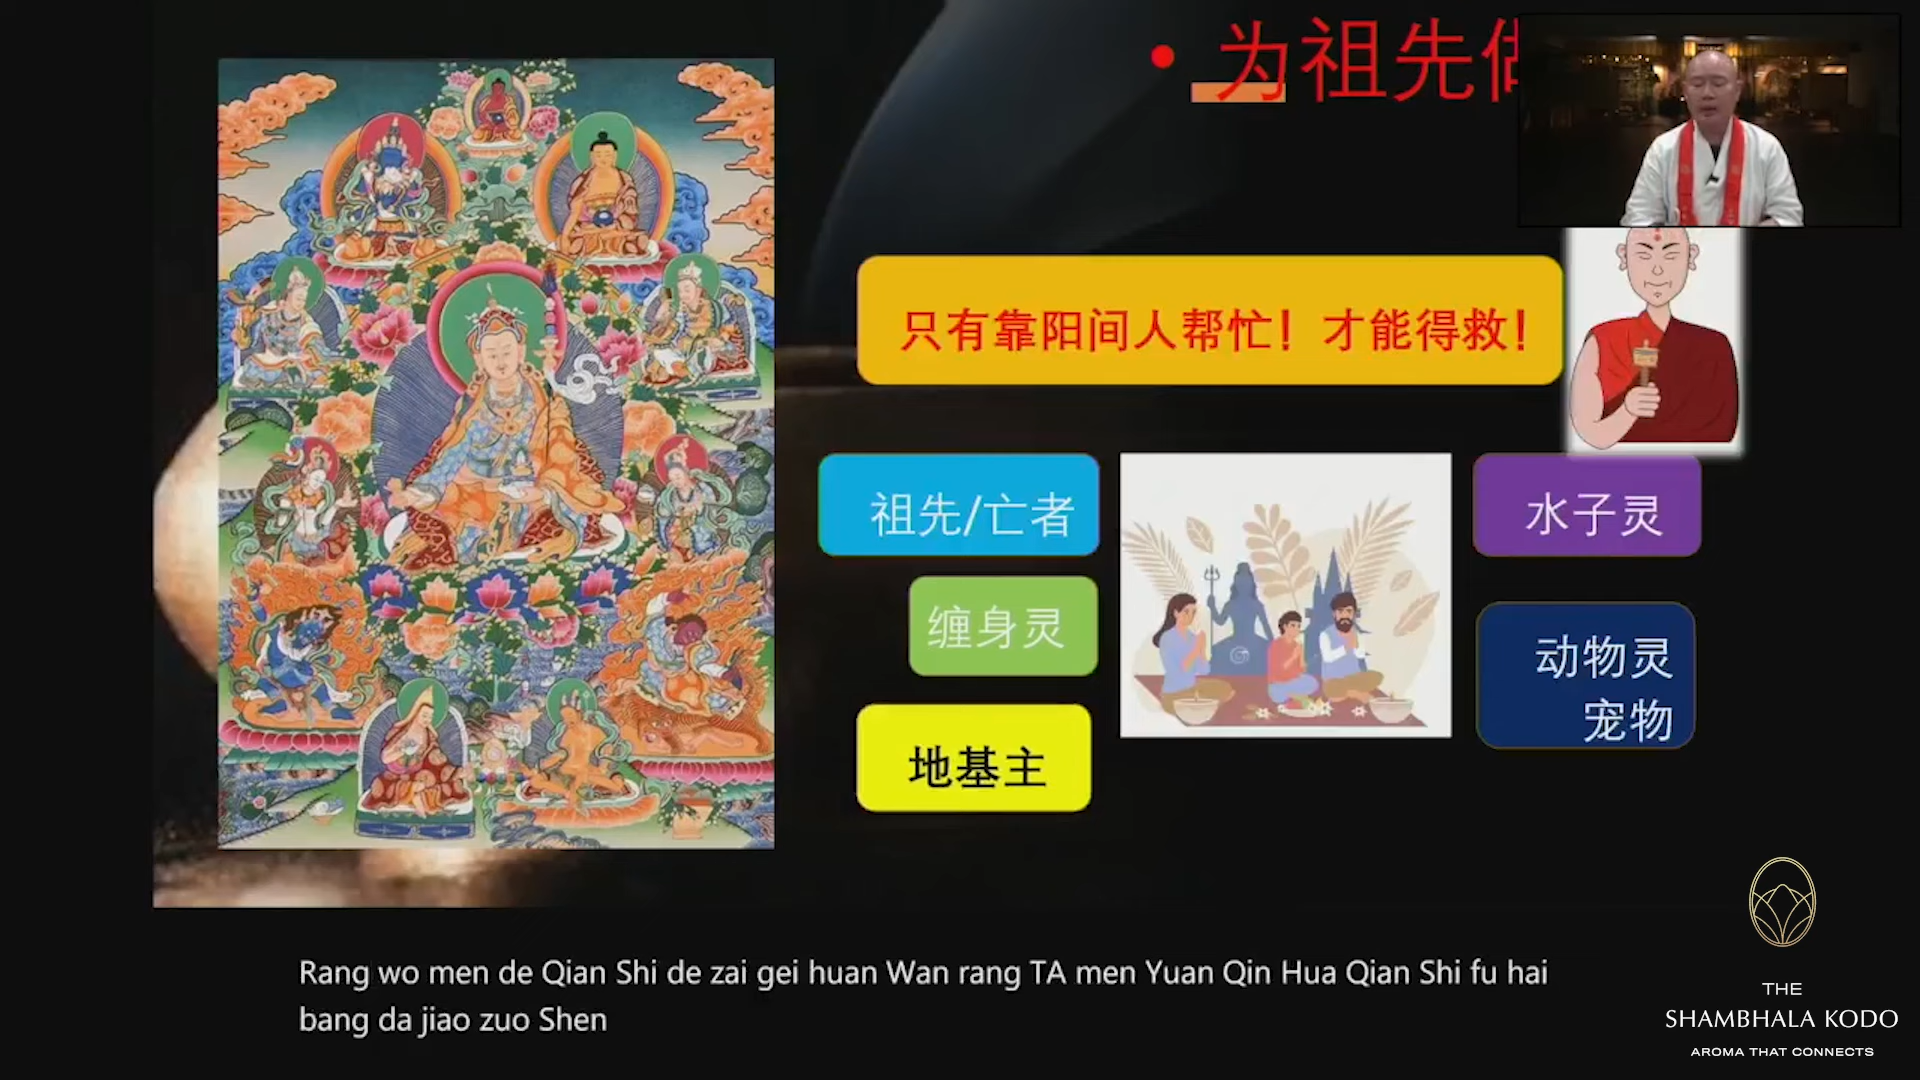 • 为祖先
只有靠阳间人帮忙！才能得救！
祖先/亡者
水子灵
缠身灵
动物灵
宠物
地基主
Rang wo men de Qian Shi de zai gei huan Wan rang TA men Yuan Qin Hua Qian Shi fu hai
bang da jiao zuo Shen
THE
SHAMBHALA KODO
AROMA THAT CONNECTS